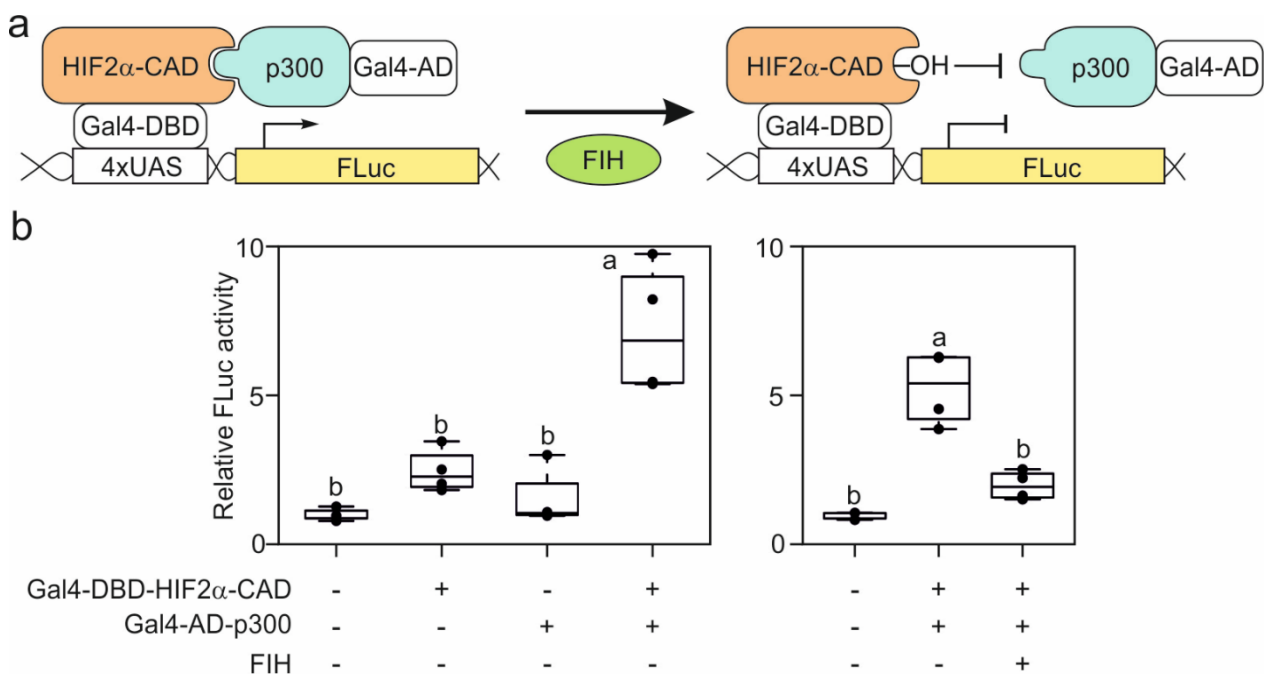 a
HIF2α-CAD p300 Gal4-AD
Gal4-DBD
4xUAS FLuc
FIH
HIF2α-CAD -OH p300 Gal4-AD
Gal4-DBD
4xUAS FLuc
b
Relative FLuc activity
10
5
0
b b b a
10
5
0
b a b
Gal4-DBD-HIF2α-CAD - + - + - + +
Gal4-AD-p300 - - + + - + +
FIH - - - - - - +